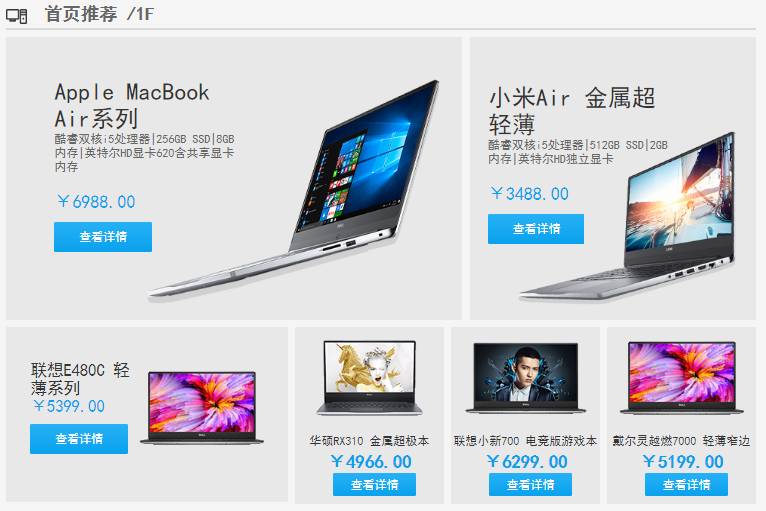 首页推荐 /1F
Apple MacBook
Air系列
酷睿双核i5处理器|256GB SSD|8GB
内存|英特尔HD显卡620含共享显卡
内存
￥6988.00
查看详情
小米Air 金属超
轻薄
酷睿双核i5处理器|512GB SSD|2GB
内存|英特尔HD独立显卡
￥3488.00
查看详情
联想E480C 轻
薄系列
￥5399.00
查看详情
华硕RX310 金属超极本
￥4966.00
查看详情
联想小新700 电竞版游戏本
￥6299.00
查看详情
戴尔灵越燃7000 轻薄窄边
￥5199.00
查看详情